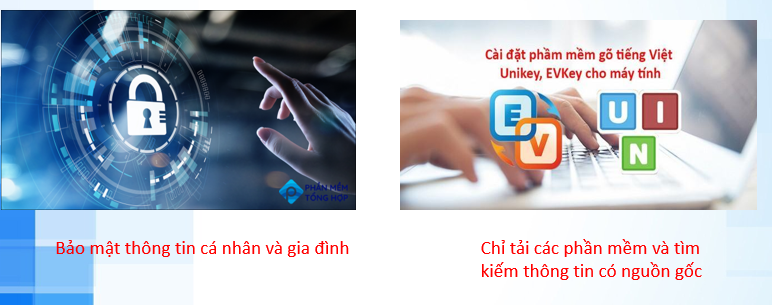 PHẦN MỀM
TỔNG HỢP
Cài đặt phầm mềm gõ tiếng Việt
Unikey, EVKey cho máy tính
E
V
U I
N
Bảo mật thông tin cá nhân và gia đình
Chỉ tải các phần mềm và tìm
kiếm thông tin có nguồn gốc